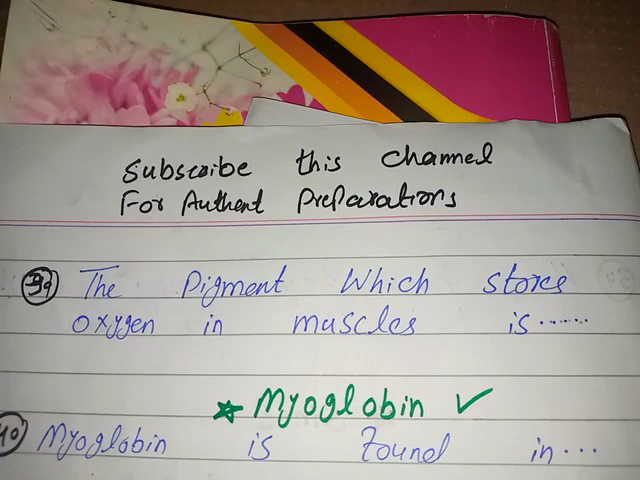 Subscribe this channel
For Authent Preparations
39 The Pigment Which stores
oxygen in muscles is ......
★ Myoglobin ✓
40 Myoglobin is Found in ...